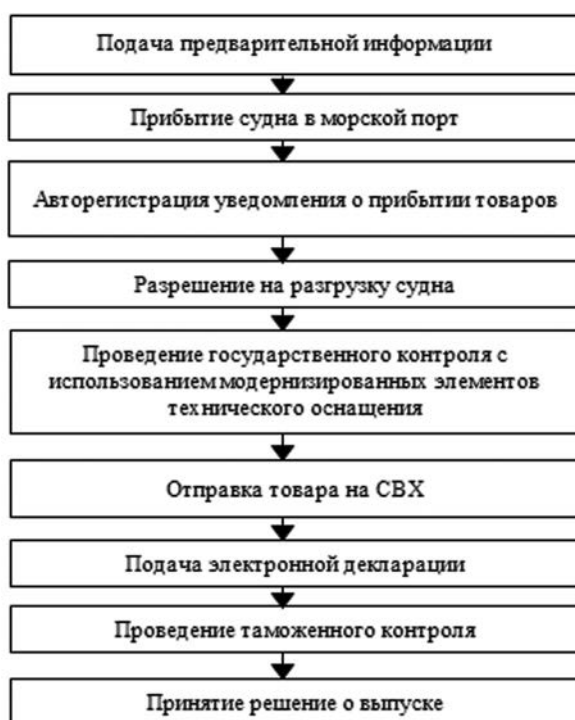 Подача предварительной информации
Прибытие судна в морской порт
Авторегистрация уведомления о прибытии товаров
Разрешение на разгрузку судна
Проведение государственного контроля с
использованием модернизированных элементов
технического оснащения
Отправка товара на СВХ
Подача электронной декларации
Проведение таможенного контроля
Принятие решение о выпуске